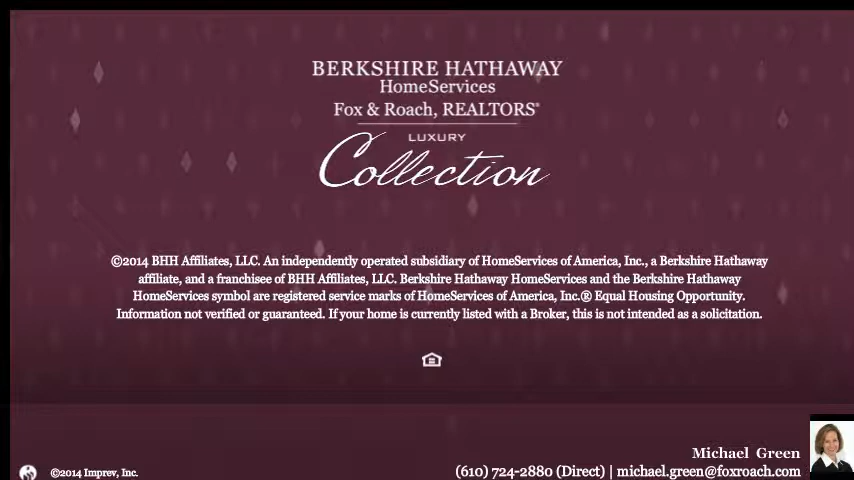 BERKSHIRE HATHAWAY
HomeServices
Fox & Roach, REALTORS®
LUXURY
Collection
©2014 BHH Affiliates, LLC. An independently operated subsidiary of HomeServices of America, Inc., a Berkshire Hathaway
affiliate, and a franchisee of BHH Affiliates, LLC. Berkshire Hathaway HomeServices and the Berkshire Hathaway
HomeServices symbol are registered service marks of HomeServices of America, Inc.® Equal Housing Opportunity.
Information not verified or guaranteed. If your home is currently listed with a Broker, this is not intended as a solicitation.
Michael Green
©2014 Imprev, Inc.
(610) 724-2880 (Direct) | michael.green@foxroach.com